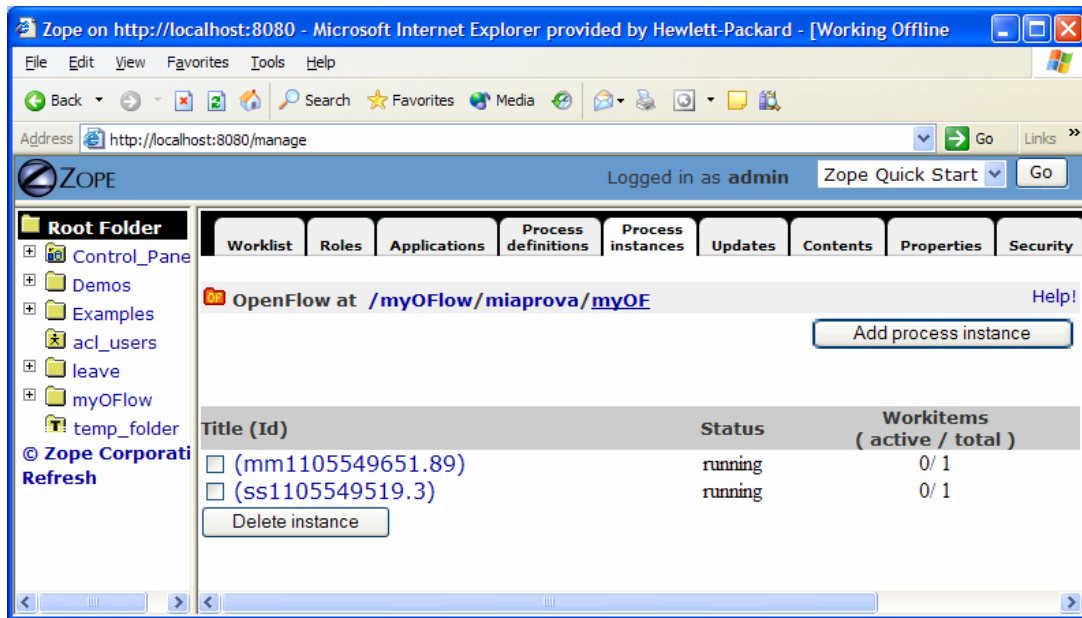 Zope on http://localhost:8080 - Microsoft Internet Explorer provided by Hewlett-Packard - [Working Offline
File Edit View Favorites Tools Help
Back Search Favorites Media
Address http://localhost:8080/manage Go Links »
ZOPE Logged in as admin Zope Quick Start Go
Root Folder
Control_Pane
Demos
Examples
acl_users
leave
myOFlow
temp_folder
© Zope Corporati
Refresh
Worklist Roles Applications Process definitions Process instances Updates Contents Properties Security
OF OpenFlow at /myOFlow/miaprova/myOF Help!
Add process instance
Title (Id) Status Workitems
( active / total )
(mm1105549651.89) running 0/ 1
(ss1105549519.3) running 0/ 1
Delete instance